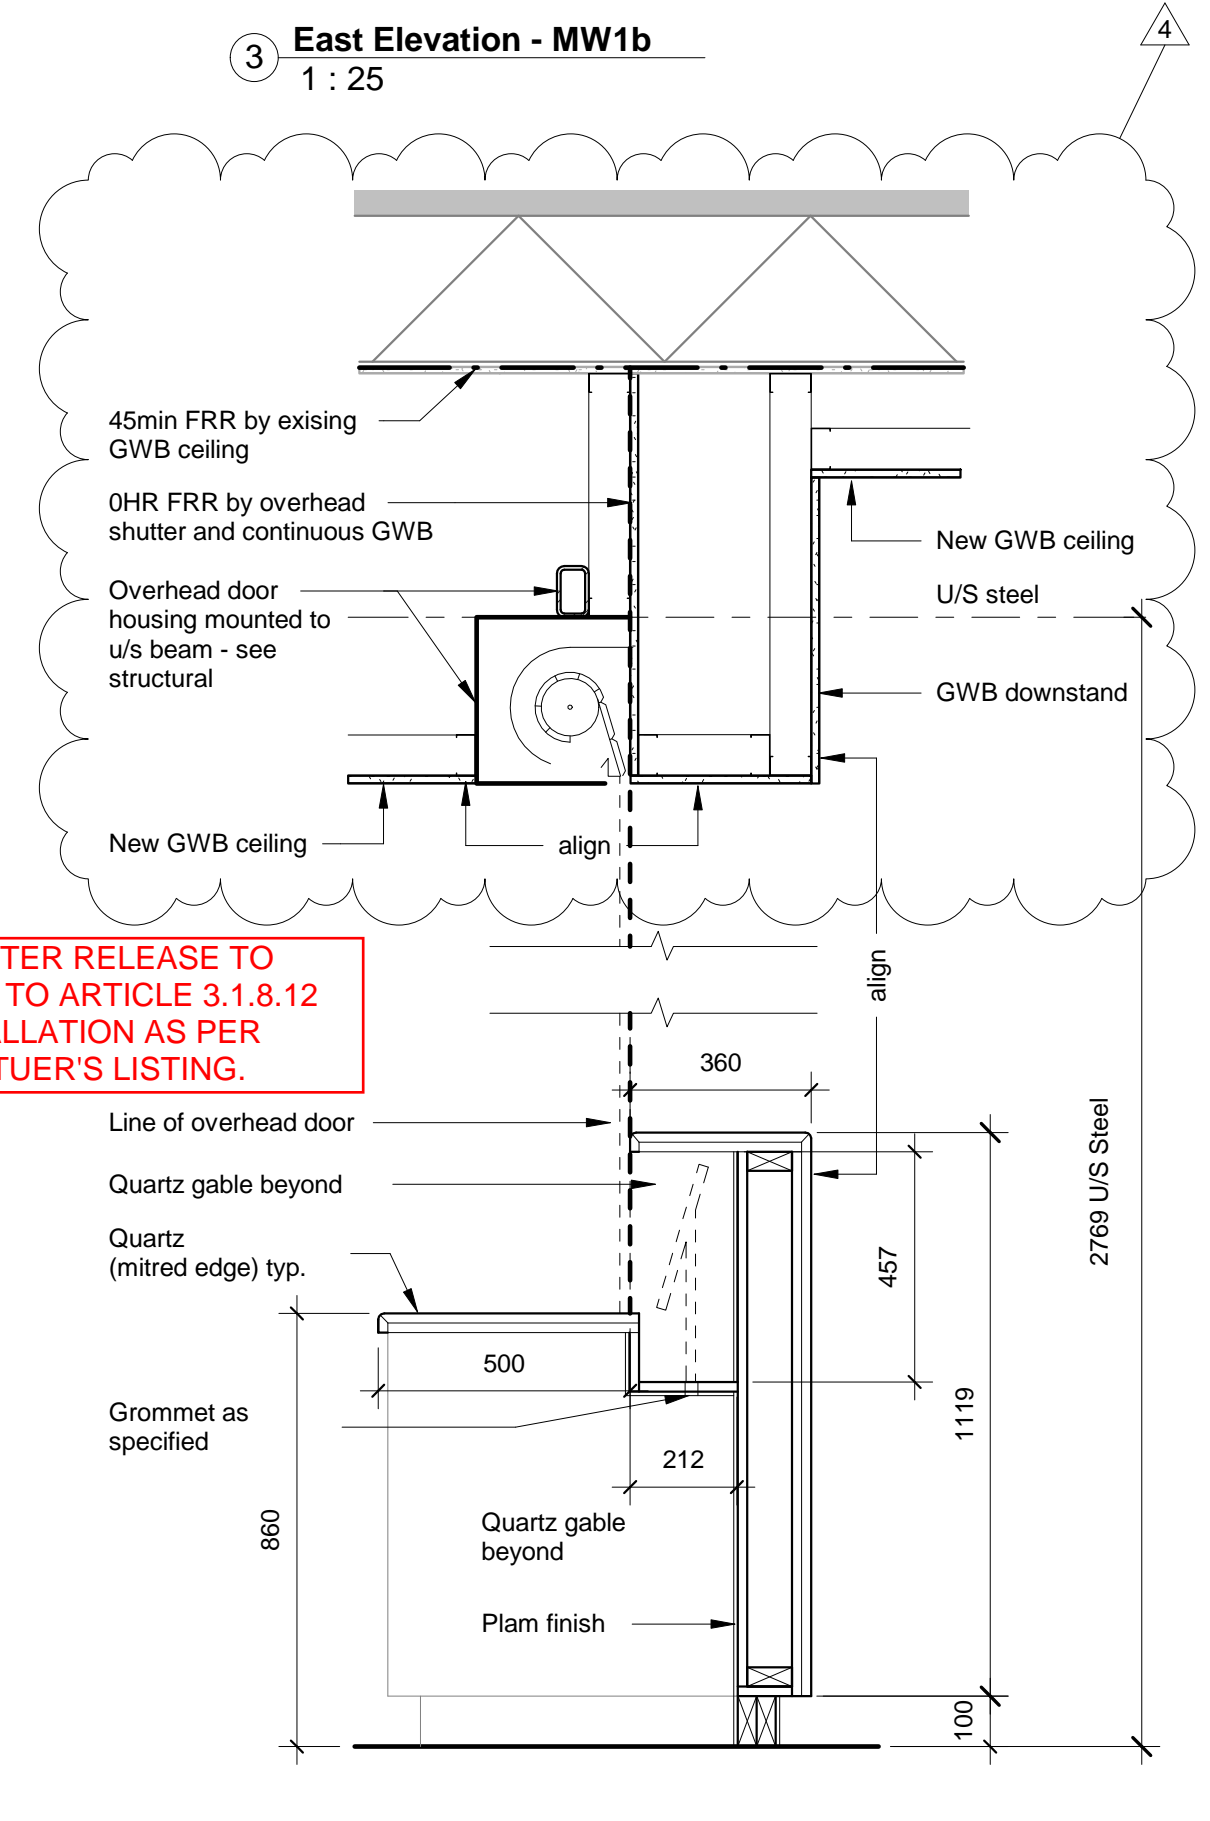 3
East Elevation - MW1b
1 : 25
4
45min FRR by exising
GWB ceiling
0HR FRR by overhead
shutter and continuous GWB
New GWB ceiling
Overhead door
housing mounted to
u/s beam - see
structural
U/S steel
GWB downstand
New GWB ceiling
align
align
TER RELEASE TO
TO ARTICLE 3.1.8.12
ALLATION AS PER
TUER'S LISTING.
360
Line of overhead door
2769 U/S Steel
Quartz gable beyond
Quartz
(mitred edge) typ.
457
500
1119
Grommet as
specified
212
860
Quartz gable
beyond
Plam finish
100